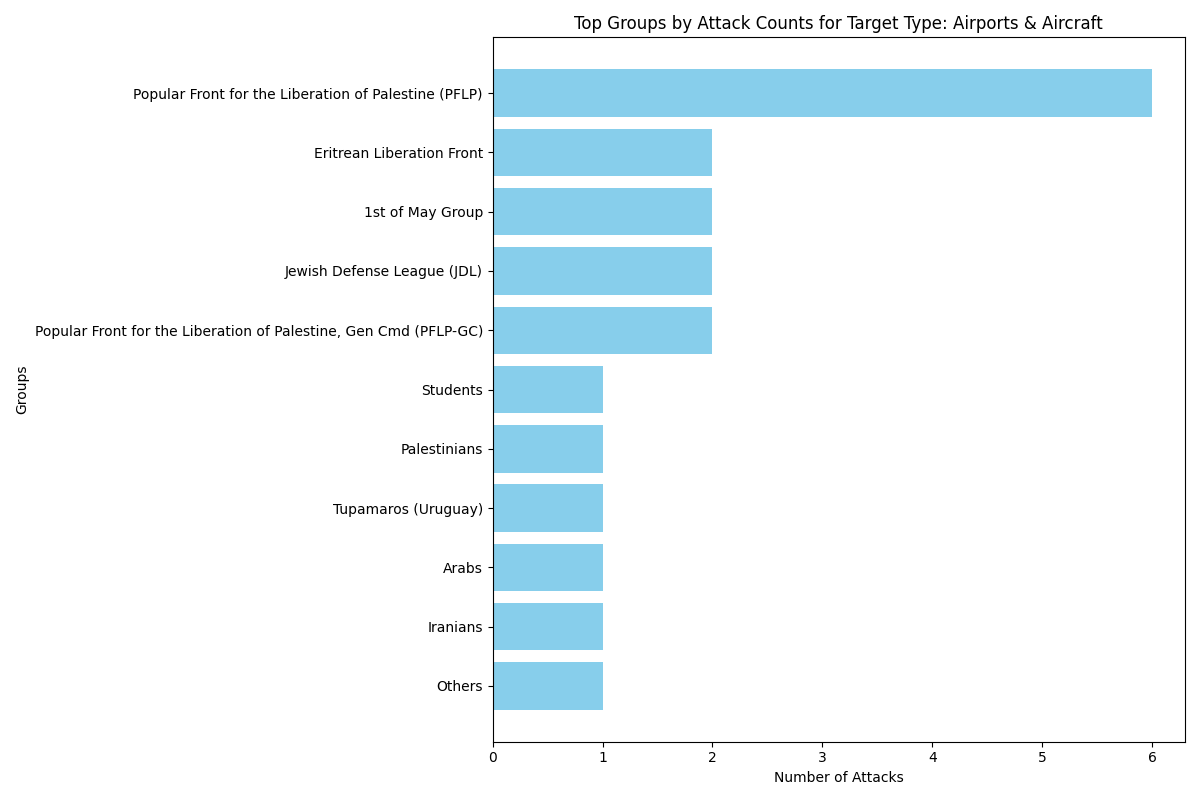 Top Groups by Attack Counts for Target Type: Airports & Aircraft
Popular Front for the Liberation of Palestine (PFLP)
Eritrean Liberation Front
1st of May Group
Jewish Defense League (JDL)
Popular Front for the Liberation of Palestine, Gen Cmd (PFLP-GC)
Students
Palestinians
Tupamaros (Uruguay)
Arabs
Iranians
Others
Groups
0 1 2 3 4 5 6
Number of Attacks